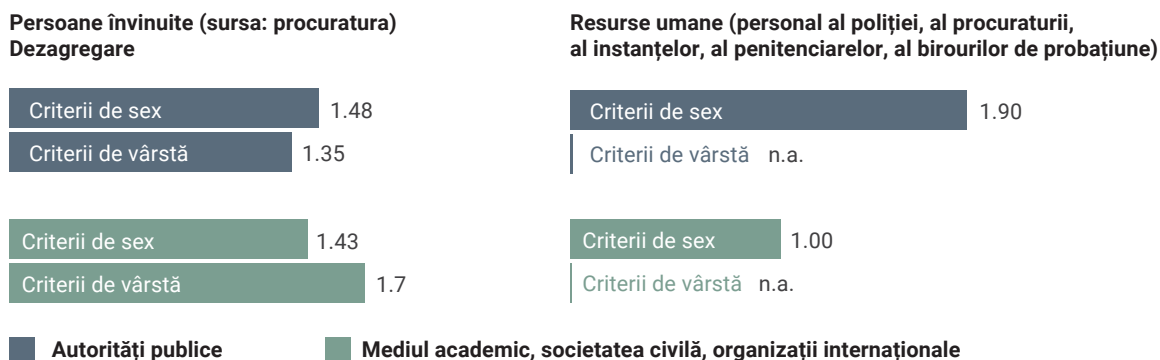 Persoane învinuite (sursa: procuratura)
Dezagregare
Criterii de sex 1.48
Criterii de vârstă 1.35
Criterii de sex 1.43
Criterii de vârstă 1.7
Resurse umane (personal al poliției, al procuraturii,
al instanțelor, al penitenciarelor, al birourilor de probațiune)
Criterii de sex 1.90
Criterii de vârstă n.a.
Criterii de sex 1.00
Criterii de vârstă n.a.
Autorități publice
Mediul academic, societatea civilă, organizații internaționale